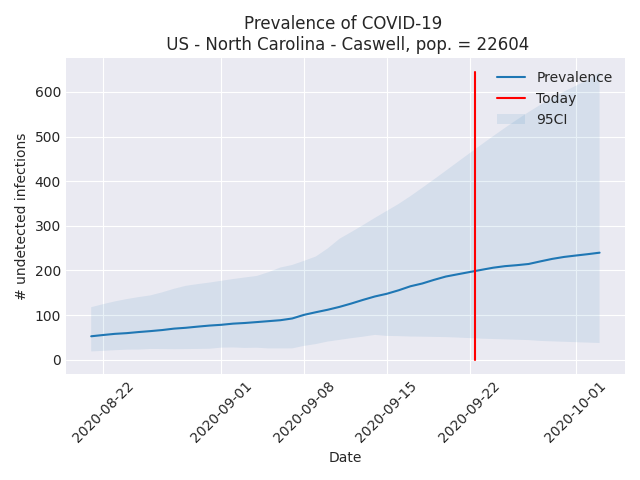 Prevalence of COVID-19
US - North Carolina - Caswell, pop. = 22604
Prevalence
Today
95CI
600
500
400
300
200
100
0
# undetected infections
2020-08-22
2020-09-01
2020-09-08
2020-09-15
2020-09-22
2020-10-01
Date